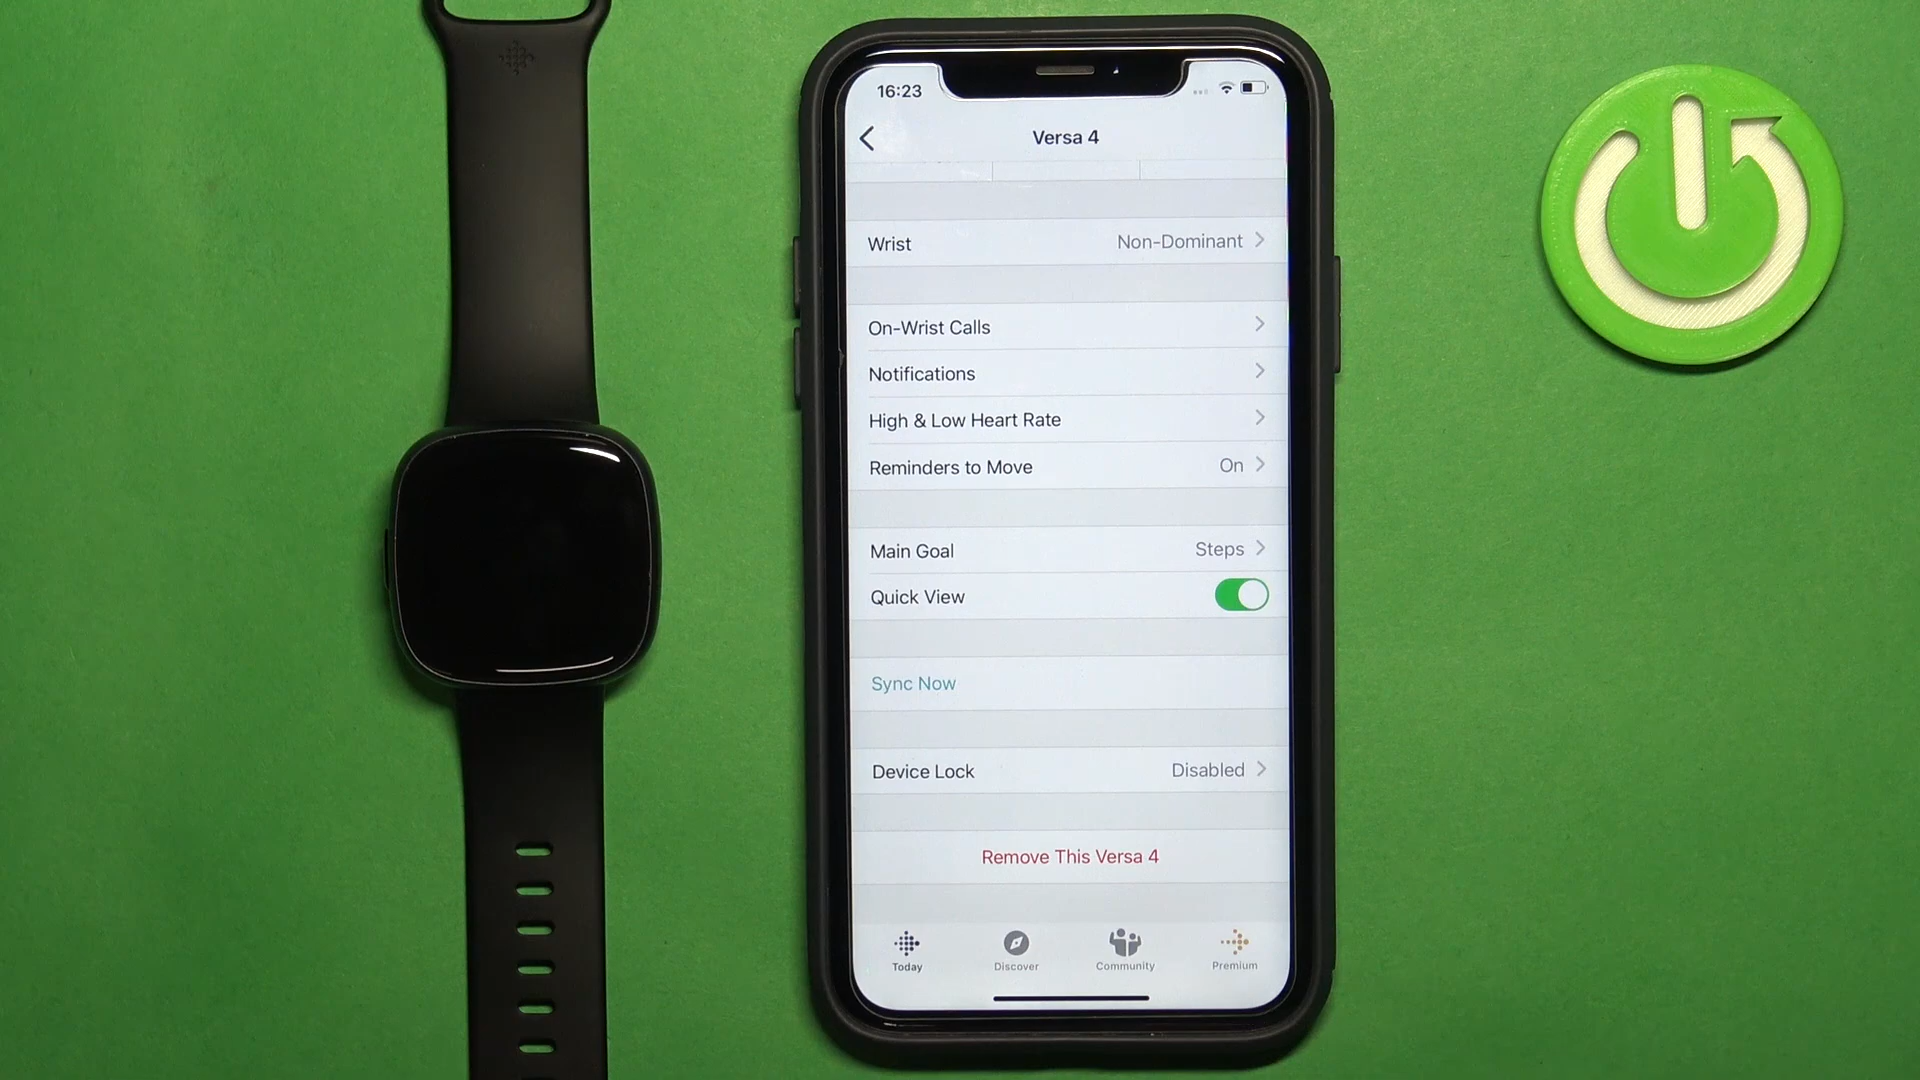 16:23
Versa 4
Wrist Non-Dominant
On-Wrist Calls
Notifications
High & Low Heart Rate
Reminders to Move On
Main Goal Steps
Quick View
Sync Now
Device Lock Disabled
Remove This Versa 4
Today Discover Community Premium